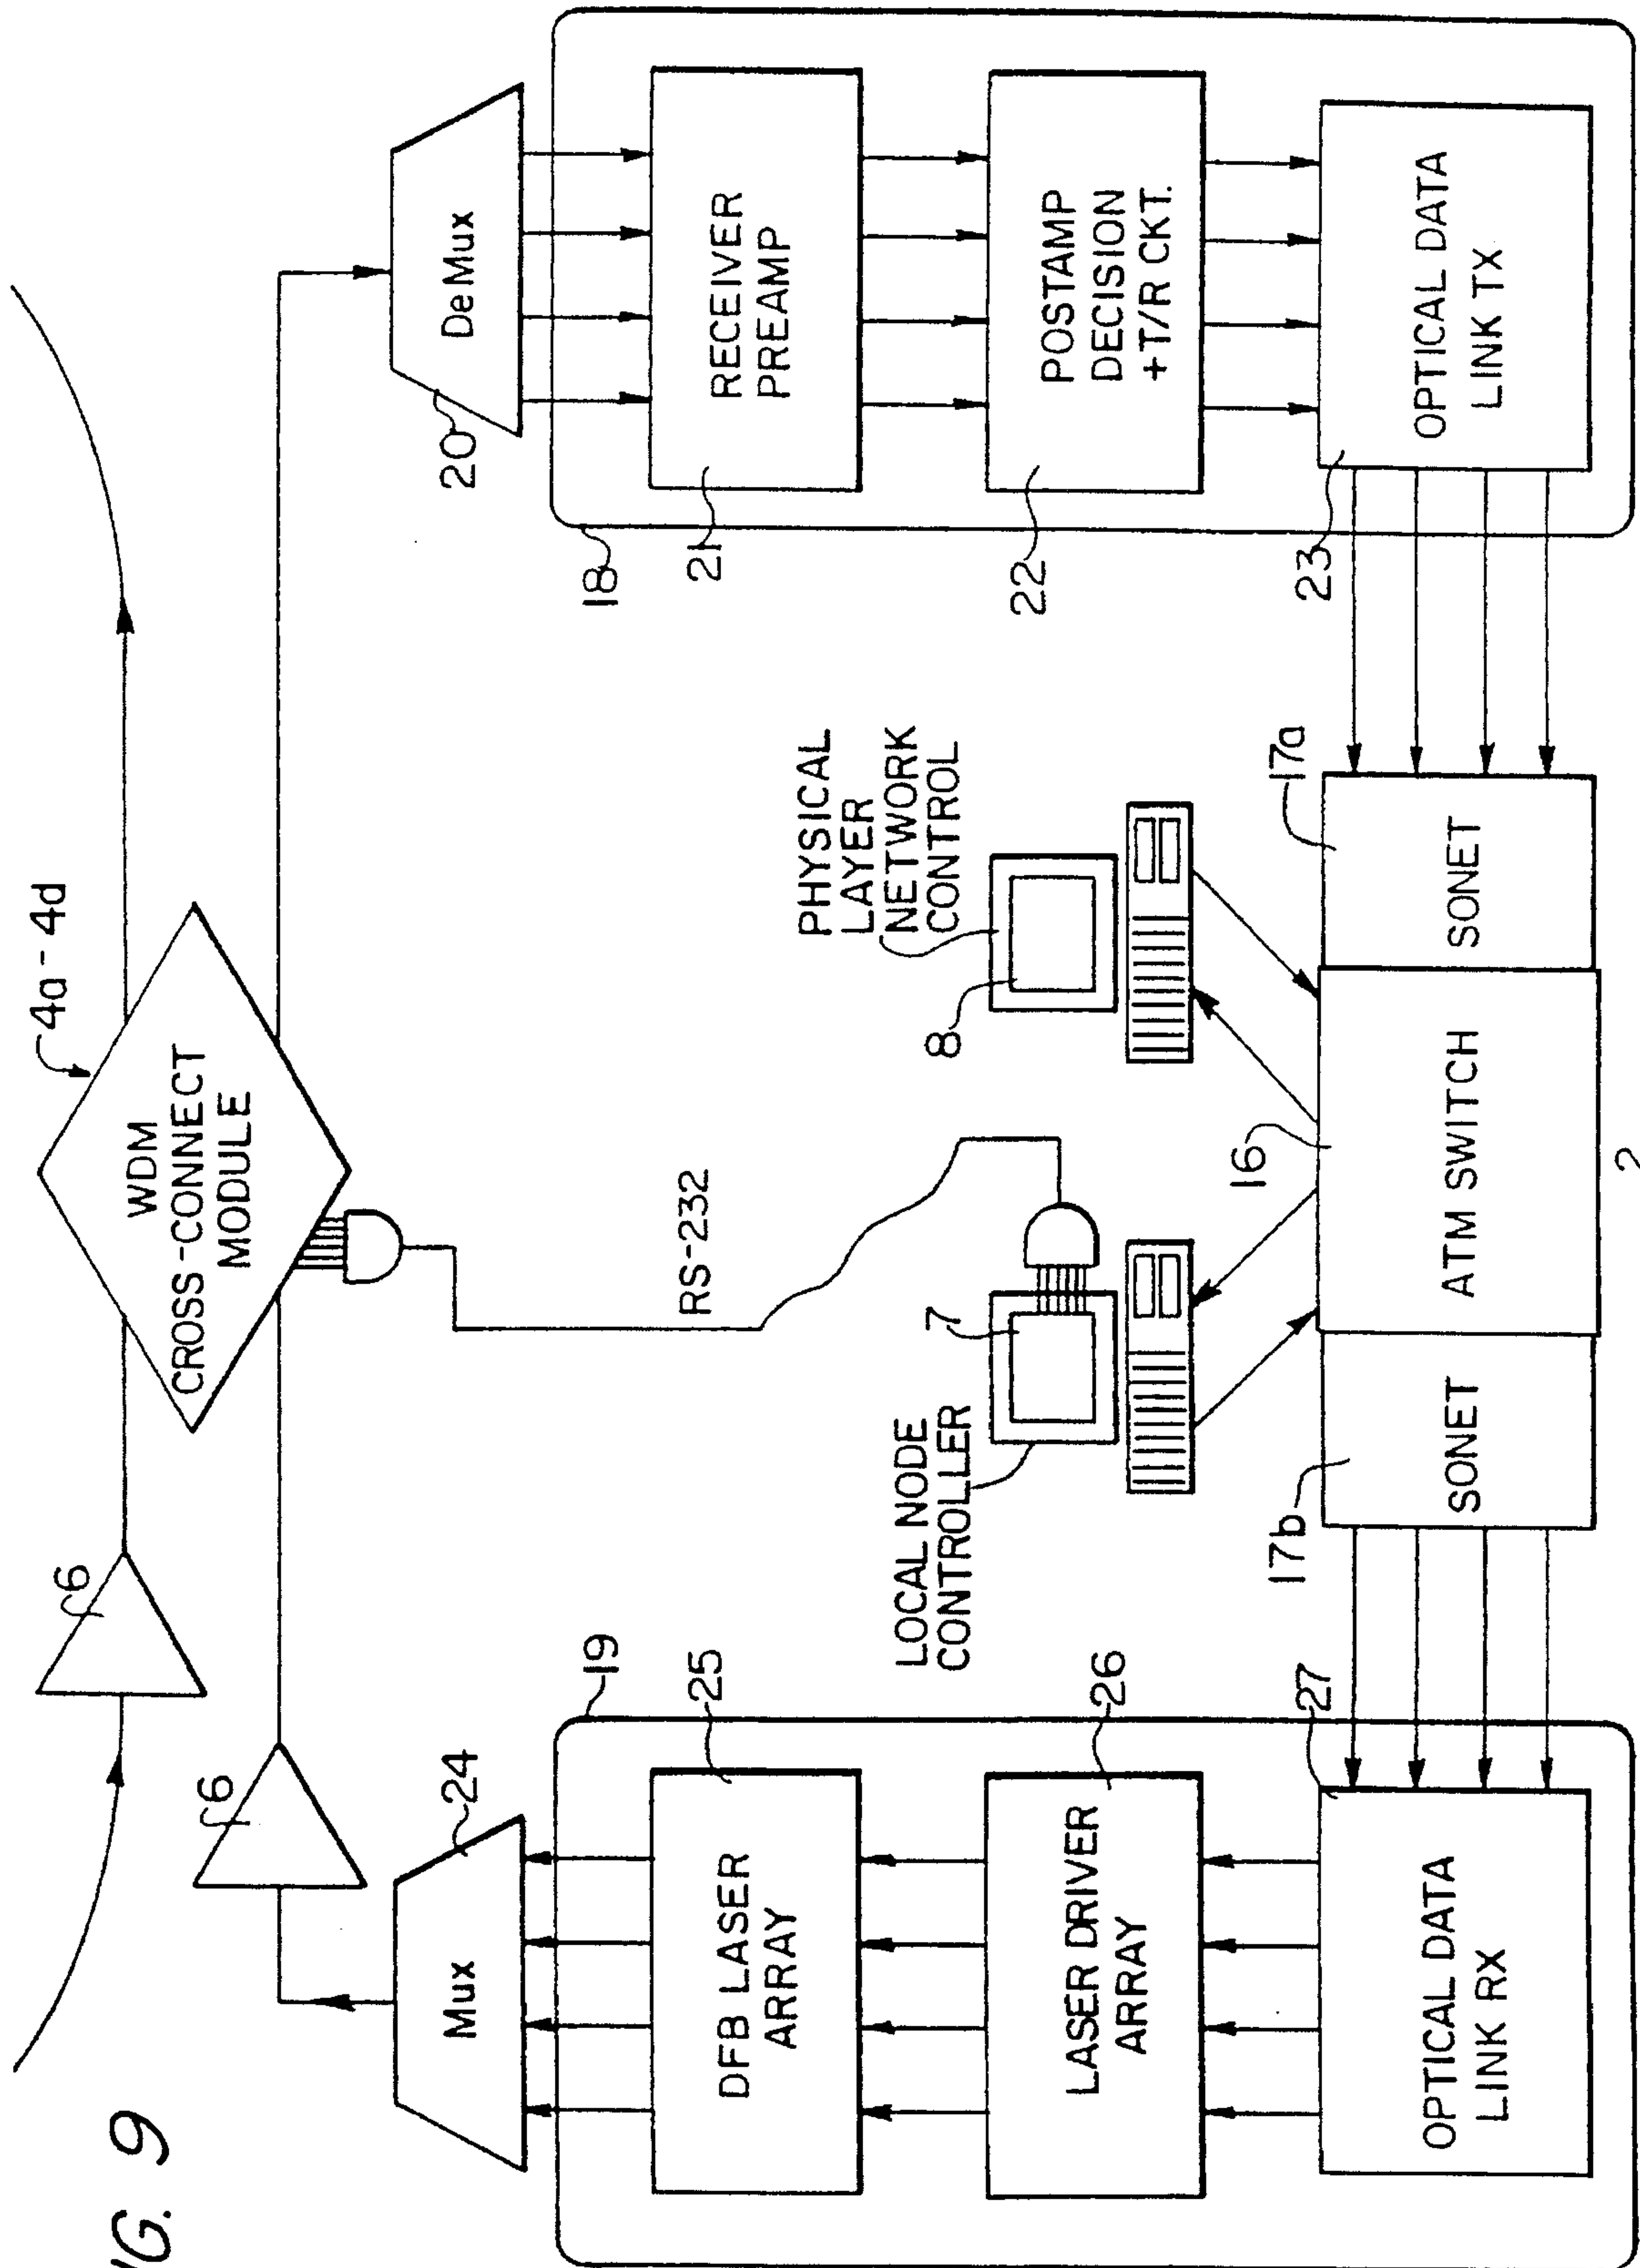 FIG. 9
4a-4d
WDM
CROSS-CONNECT
MODULE
6
6
24
Mux
DeMux
20
19
25
DFB LASER
ARRAY
26
LASER DRIVER
ARRAY
27
OPTICAL DATA
LINK RX
RS-232
LOCAL NODE
CONTROLLER
7
PHYSICAL
LAYER
NETWORK
CONTROL
8
16
17b
SONET
ATM SWITCH
SONET
17a
2
18
21
RECEIVER
PREAMP
22
POSTAMP
DECISION
+T/R CKT.
23
OPTICAL DATA
LINK TX